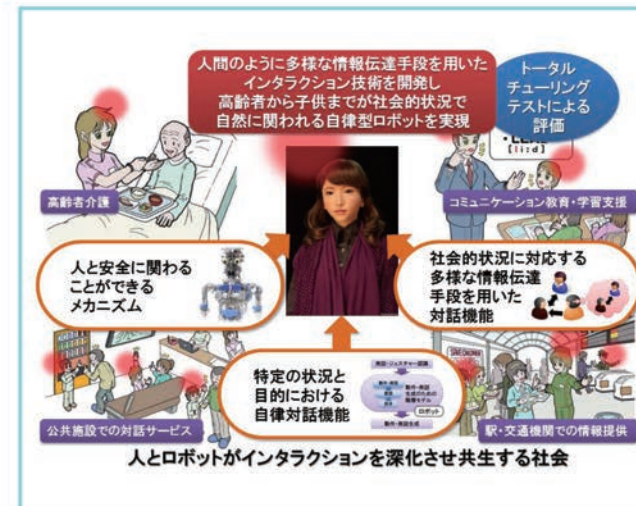 人間のように多様な情報伝達手段を用いた
インタラクション技術を開発し
高齢者から子供までが社会的状況で
自然に関われる自律型ロボットを実現
トータル
チューリング
テストによる
評価
[li:d]
高齢者介護
コミュニケーション教育・学習支援
人と安全に関わる
ことができる
メカニズム
社会的状況に対応する
多様な情報伝達
手段を用いた
対話機能
特定の状況と
目的における
自律対話機能
ロボット
公共施設での対話サービス
駅・交通機関での情報提供
人とロボットがインタラクションを深化させ共生する社会